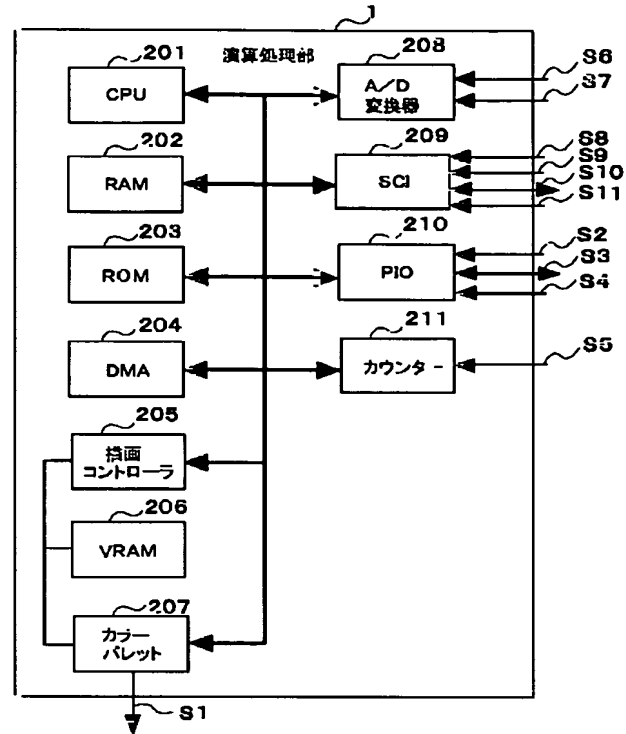 1
演算処理部
201
CPU
202
RAM
203
ROM
204
DMA
205
描画
コントローラ
206
VRAM
207
カラー
パレット
S1
208
A/D
変換器
S6
S7
209
SCI
S8
S9
S10
S11
210
PIO
S2
S3
S4
211
カウンター
S5